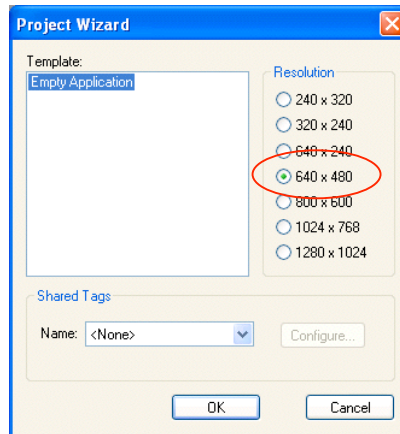 Project Wizard
Template:
Empty Application
Resolution
240 x 320
320 x 240
640 x 240
640 x 480
800 x 600
1024 x 768
1280 x 1024
Shared Tags
Name: <None>
Configure...
OK Cancel